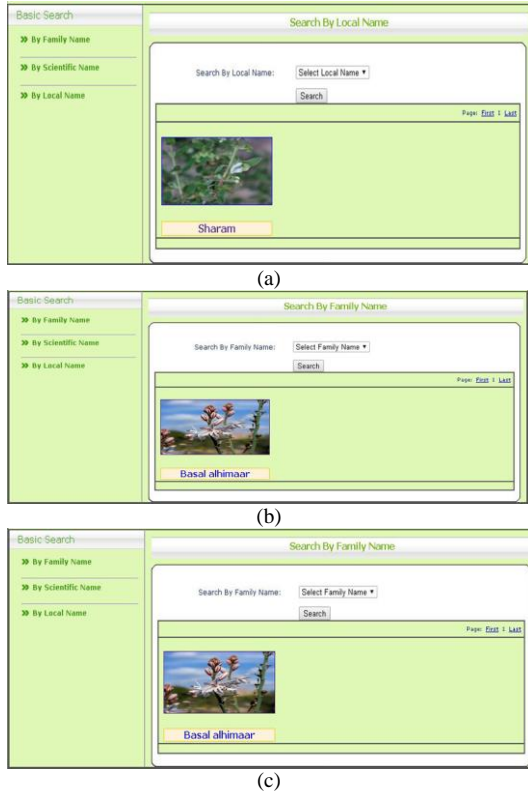 Basic Search
Search By Local Name
By Family Name
By Scientific Name
By Local Name
Search By Local Name: Select Local Name
Search
Page: First 1 Last
Sharam
(a)
Basic Search
Search By Family Name
By Family Name
By Scientific Name
By Local Name
Search By Family Name: Select Family Name
Search
Page: First 1 Last
Basal alhimaar
(b)
Basic Search
Search By Family Name
By Family Name
By Scientific Name
By Local Name
Search By Family Name: Select Family Name
Search
Page: First 1 Last
Basal alhimaar
(c)